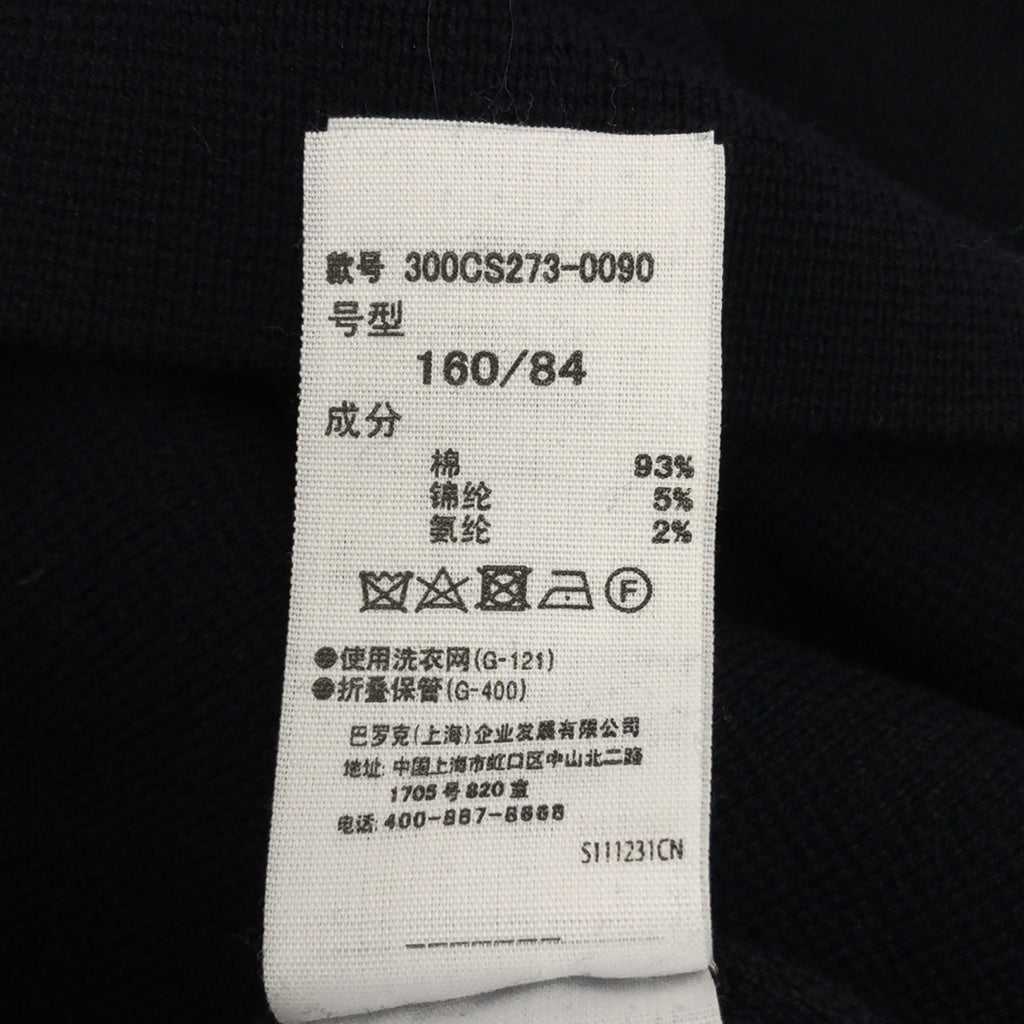 款号 300CS273-0090
号型
160/84
成分
棉 93%
锦纶 5%
氨纶 2%
F
●使用洗衣网(G-121)
●折叠保管(G-400)
巴罗克(上海)企业发展有限公司
地址: 中国上海市虹口区中山北二路
1705号820室
电话: 400-887-8868
S111231CN